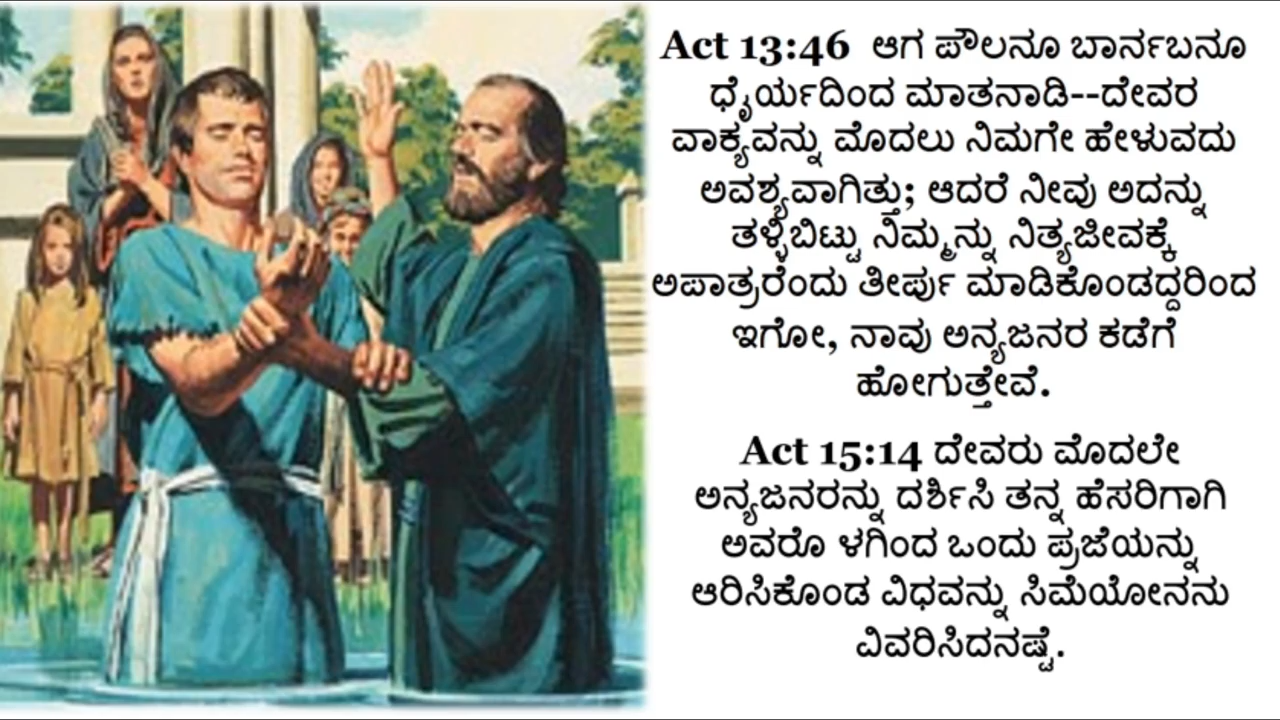 Act 13:46 ಆಗ ಪೌಲನೂ ಬಾರ್ನಬನೂ
ಧೈರ್ಯದಿಂದ ಮಾತನಾಡಿ--ದೇವರ
ವಾಕ್ಯವನ್ನು ಮೊದಲು ನಿಮಗೇ ಹೇಳುವದು
ಅವಶ್ಯವಾಗಿತ್ತು; ಆದರೆ ನೀವು ಅದನ್ನು
ತಳ್ಳಿಬಿಟ್ಟು ನಿಮ್ಮನ್ನು ನಿತ್ಯಜೀವಕ್ಕೆ
ಅಪಾತ್ರರೆಂದು ತೀರ್ಪು ಮಾಡಿಕೊಂಡದ್ದರಿಂದ
ಇಗೋ, ನಾವು ಅನ್ಯಜನರ ಕಡೆಗೆ
ಹೋಗುತ್ತೇವೆ.
Act 15:14 ದೇವರು ಮೊದಲೇ
ಅನ್ಯಜನರನ್ನು ದರ್ಶಿಸಿ ತನ್ನ ಹೆಸರಿಗಾಗಿ
ಅವರೊ ಳಗಿಂದ ಒಂದು ಪ್ರಜೆಯನ್ನು
ಆರಿಸಿಕೊಂಡ ವಿಧವನ್ನು ಸಿಮೆಯೋನನು
ವಿವರಿಸಿದನಷ್ಟೆ.